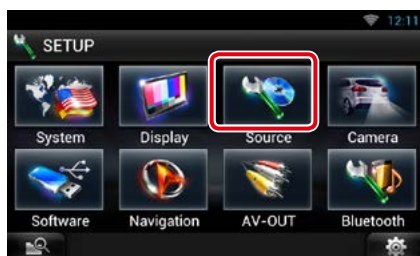 12:11
SETUP
System Display Source Camera
Software Navigation AV-OUT Bluetooth